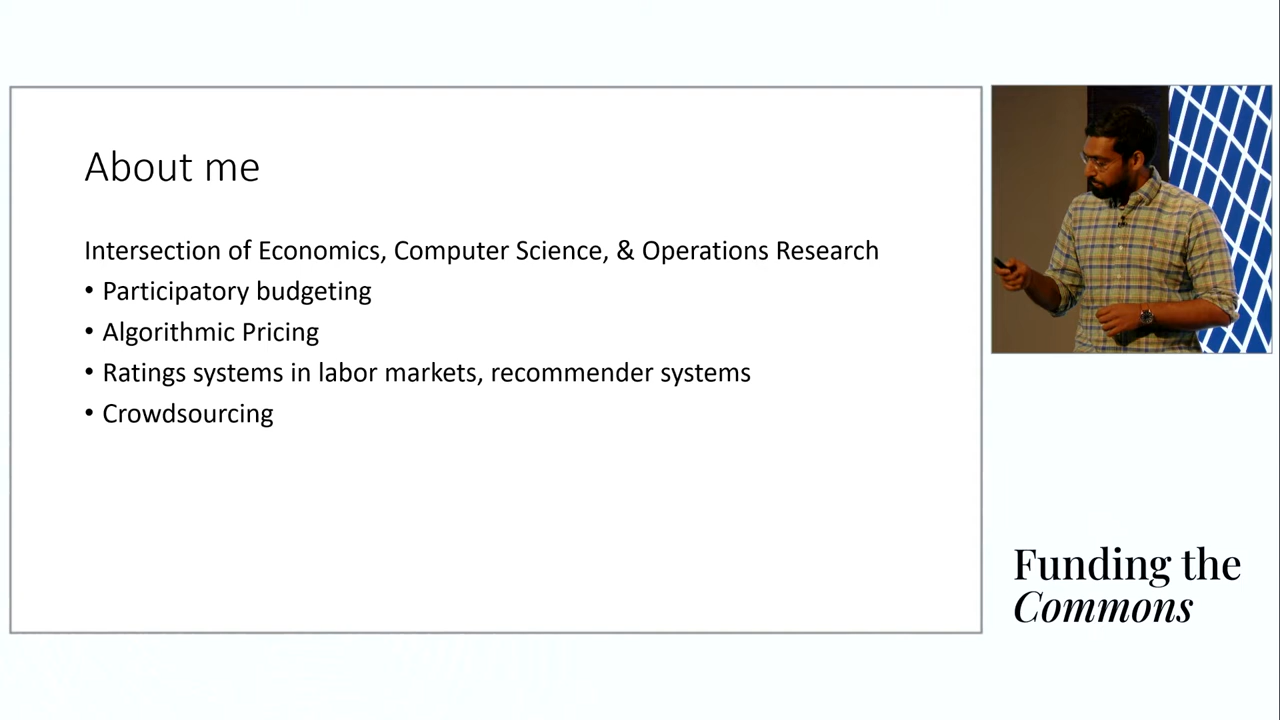 About me
Intersection of Economics, Computer Science, & Operations Research
• Participatory budgeting
• Algorithmic Pricing
• Ratings systems in labor markets, recommender systems
• Crowdsourcing
Funding the
Commons